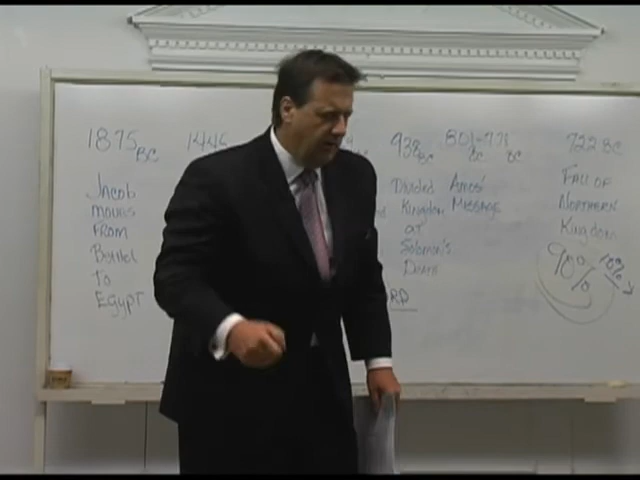 1875 BC
Jacob
moves
From
Bethel
To
Egypt
1446
938 BC
Divided
Kingdom
at
Solomon's
Death
801-771
BC BC
Amos'
Message
722 BC
Fall of
Northern
Kingdom
90% 10%